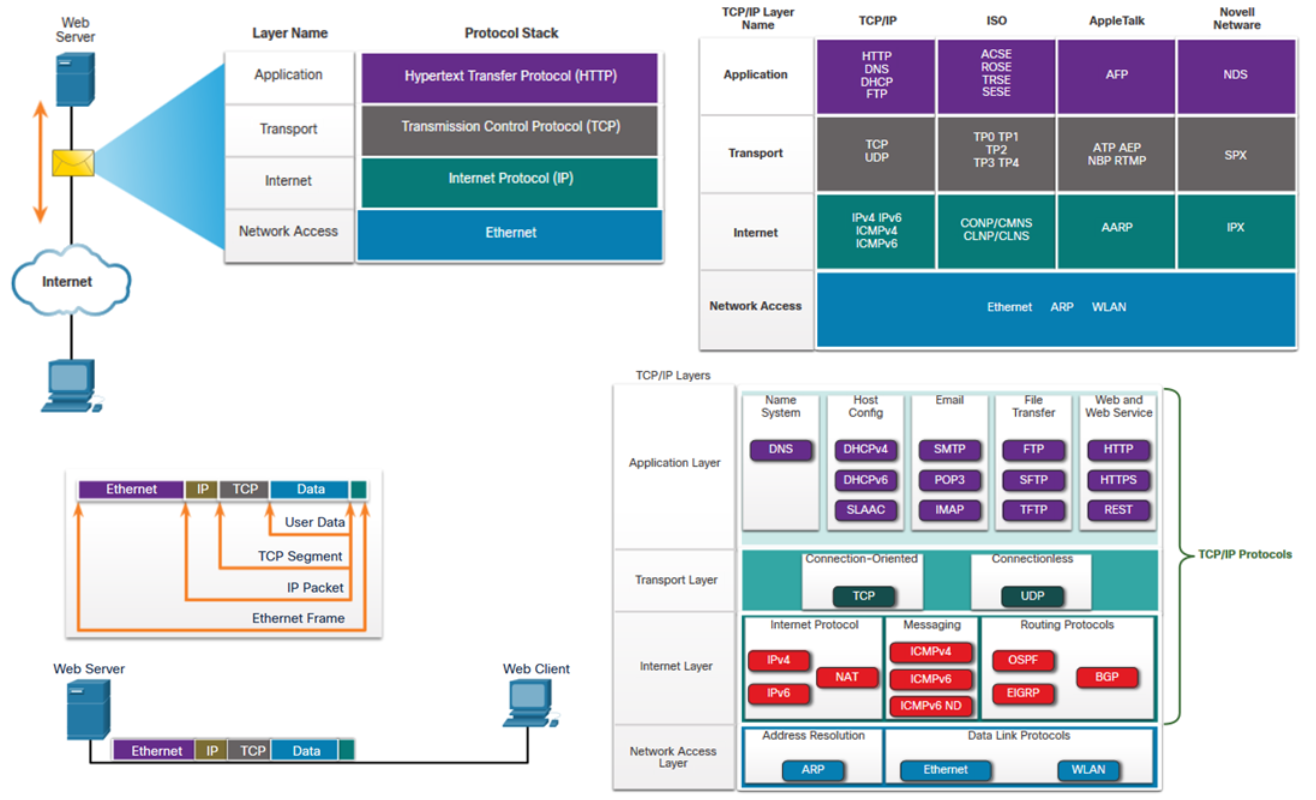 Web
Server
Layer Name
Protocol Stack
Application
Hypertext Transfer Protocol (HTTP)
Transport
Transmission Control Protocol (TCP)
Internet
Internet Protocol (IP)
Network Access
Ethernet
Internet
TCP/IP Layer
Name
TCP/IP
ISO
AppleTalk
Novell
Netware
Application
HTTP
DNS
DHCP
FTP
ACSE
ROSE
TRSE
SESE
AFP
NDS
Transport
TCP
UDP
TP0 TP1
TP2
TP3 TP4
ATP AEP
NBP RTMP
SPX
Internet
IPv4 IPv6
ICMPv4
ICMPv6
CONP/CMNS
CLNP/CLNS
AARP
IPX
Network Access
Ethernet ARP WLAN
Ethernet IP TCP Data
User Data
TCP Segment
IP Packet
Ethernet Frame
Web Server
Web Client
Ethernet IP TCP Data
TCP/IP Layers
Application Layer
Name
System
DNS
Host
Config
DHCPv4
DHCPv6
SLAAC
Email
SMTP
POP3
IMAP
File
Transfer
FTP
SFTP
TFTP
Web and
Web Service
HTTP
HTTPS
REST
Transport Layer
Connection-Oriented
TCP
Connectionless
UDP
Internet Layer
Internet Protocol
IPv4
IPv6
NAT
Messaging
ICMPv4
ICMPv6
ICMPv6 ND
Routing Protocols
OSPF
EIGRP
BGP
Network Access
Layer
Address Resolution
ARP
Data Link Protocols
Ethernet
WLAN
TCP/IP Protocols